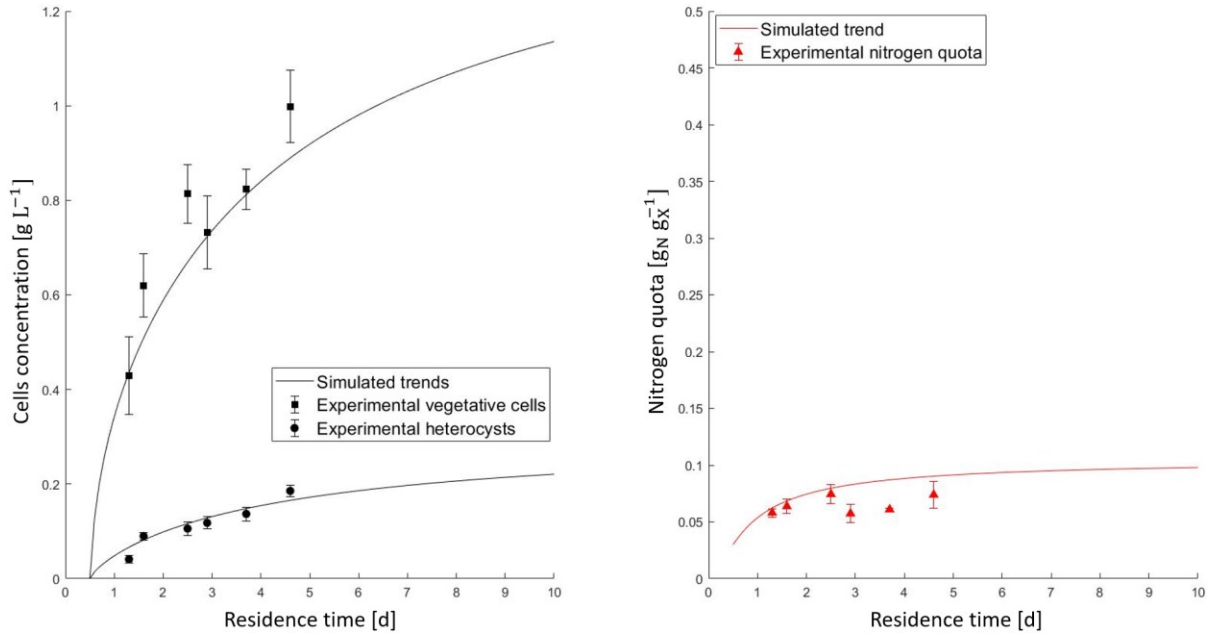 1.2
1
0.8
0.6
0.4
0.2
0
Cells concentration [g L⁻¹]
Simulated trends
Experimental vegetative cells
Experimental heterocysts
0 1 2 3 4 5 6 7 8 9 10
Residence time [d]
0.5
0.45
0.4
0.35
0.3
0.25
0.2
0.15
0.1
0.05
0
Nitrogen quota [g_N g_X⁻¹]
Simulated trend
Experimental nitrogen quota
0 1 2 3 4 5 6 7 8 9 10
Residence time [d]